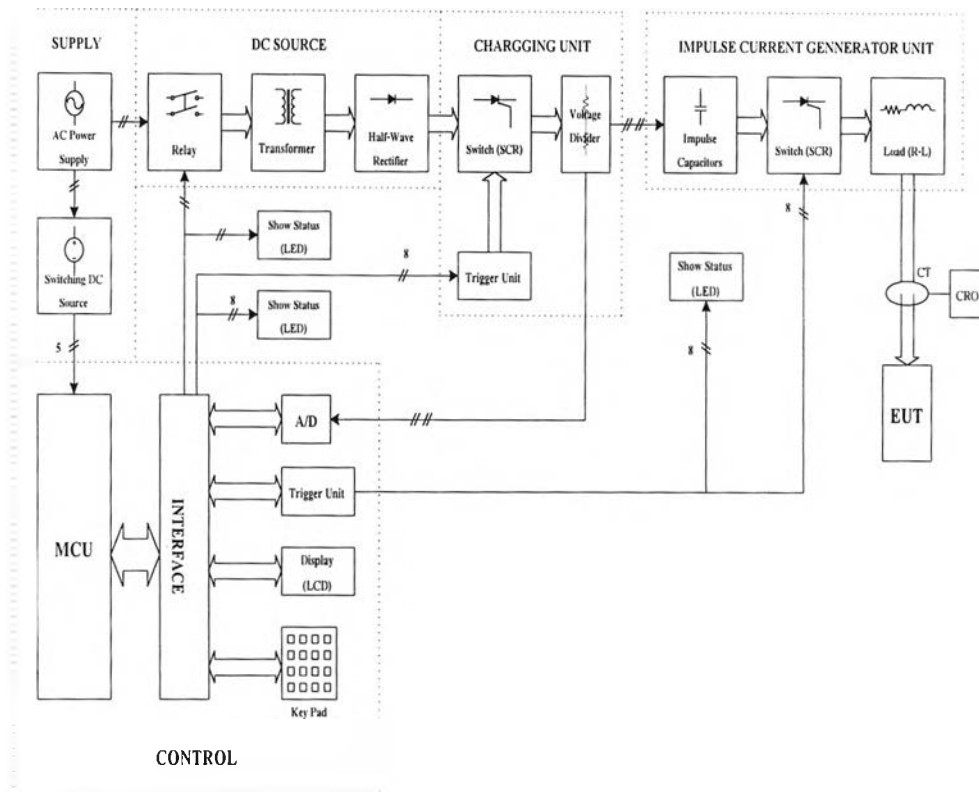 SUPPLY
DC SOURCE
CHARGGING UNIT
IMPULSE CURRENT GENNERATOR UNIT
AC Power
Supply
Relay
Transformer
Half-Wave
Rectifier
Switch (SCR)
Voltage
Divider
Impulse
Capacitors
Switch (SCR)
Load (R-L)
Switching DC
Source
Show Status
(LED)
8
Trigger Unit
8
Show Status
(LED)
8
Show Status
(LED)
CT
CRO
5
8
MCU
INTERFACE
A/D
EUT
Trigger Unit
Display
(LCD)
Key Pad
CONTROL